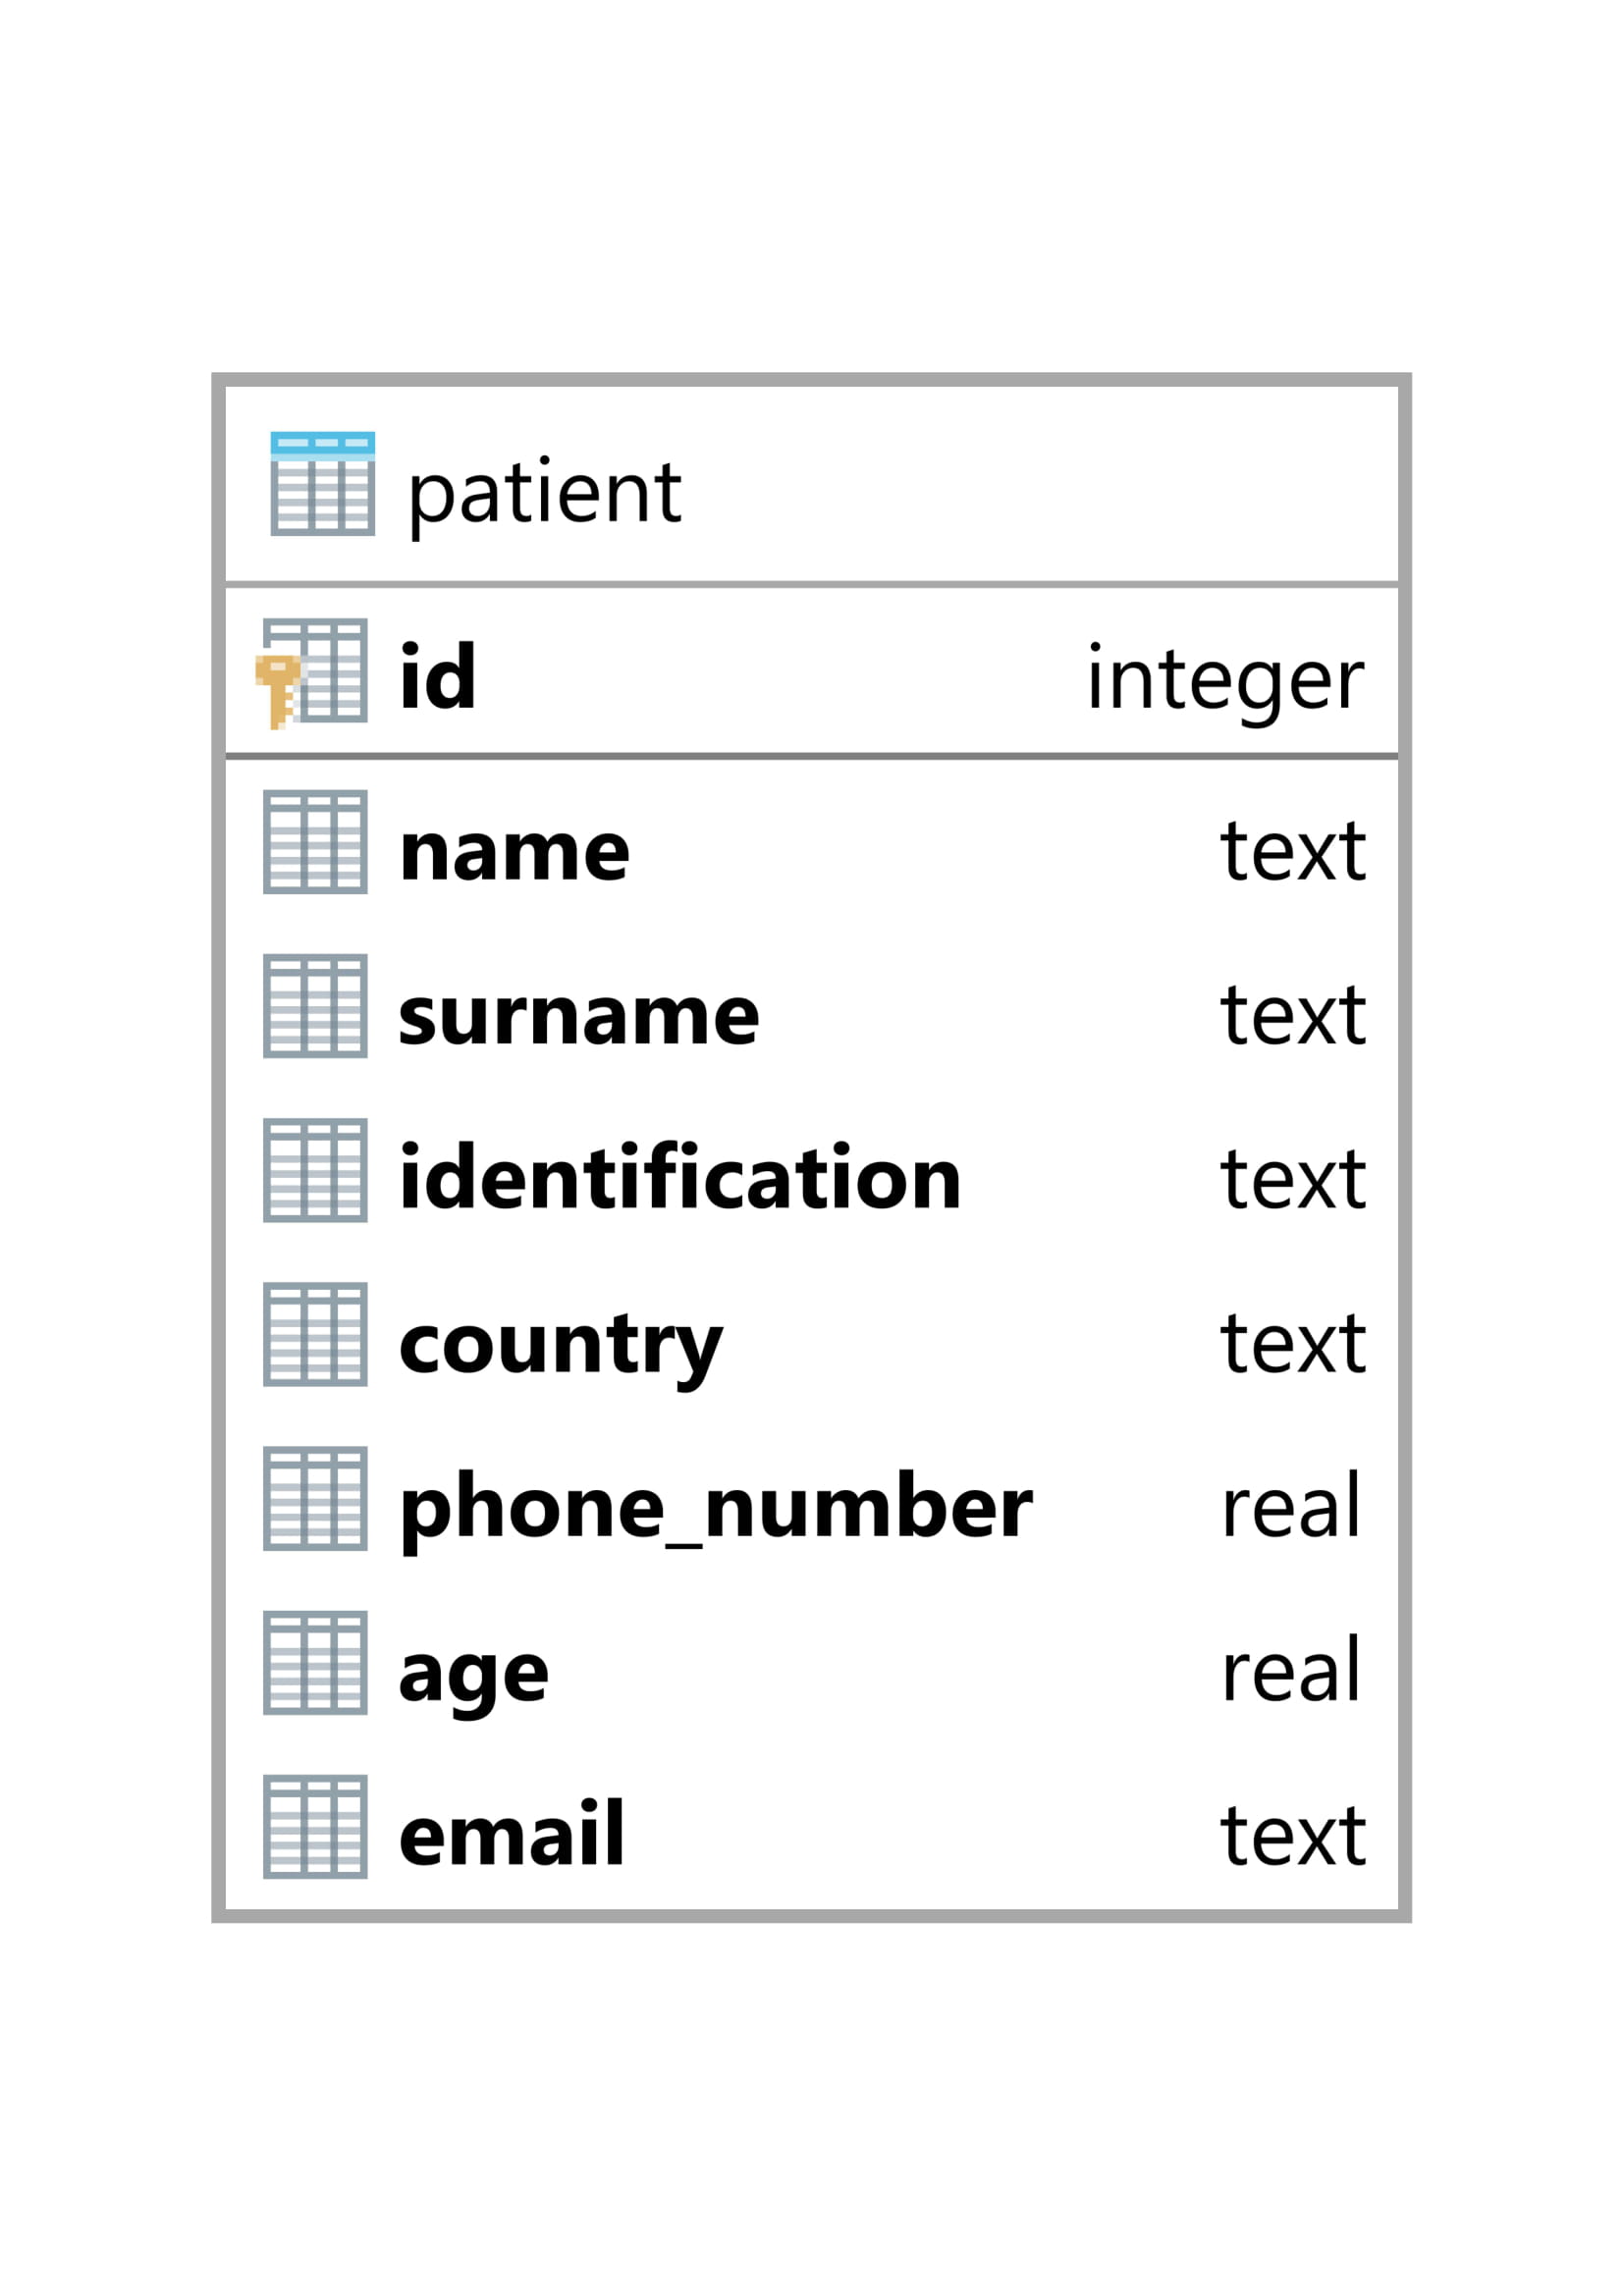 patient
id integer
name text
surname text
identification text
country text
phone_number real
age real
email text